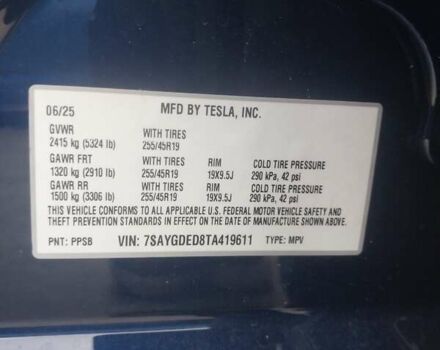 06/25 MFD BY TESLA, INC.
GVWR WITH TIRES
2415 kg (5324 lb) 255/45R19
GAWR FRT WITH TIRES RIM COLD TIRE PRESSURE
1320 kg (2910 lb) 255/45R19 19X9.5J 290 kPa, 42 psi
GAWR RR WITH TIRES RIM COLD TIRE PRESSURE
1500 kg (3306 lb) 255/45R19 19X9.5J 290 kPa, 42 psi
THIS VEHICLE CONFORMS TO ALL APPLICABLE U.S. FEDERAL MOTOR VEHICLE SAFETY AND
THEFT PREVENTION STANDARDS IN EFFECT ON THE DATE OF MANUFACTURE SHOWN ABOVE.
PNT: PPSB VIN: 7SAYGDED8TA419611 TYPE: MPV